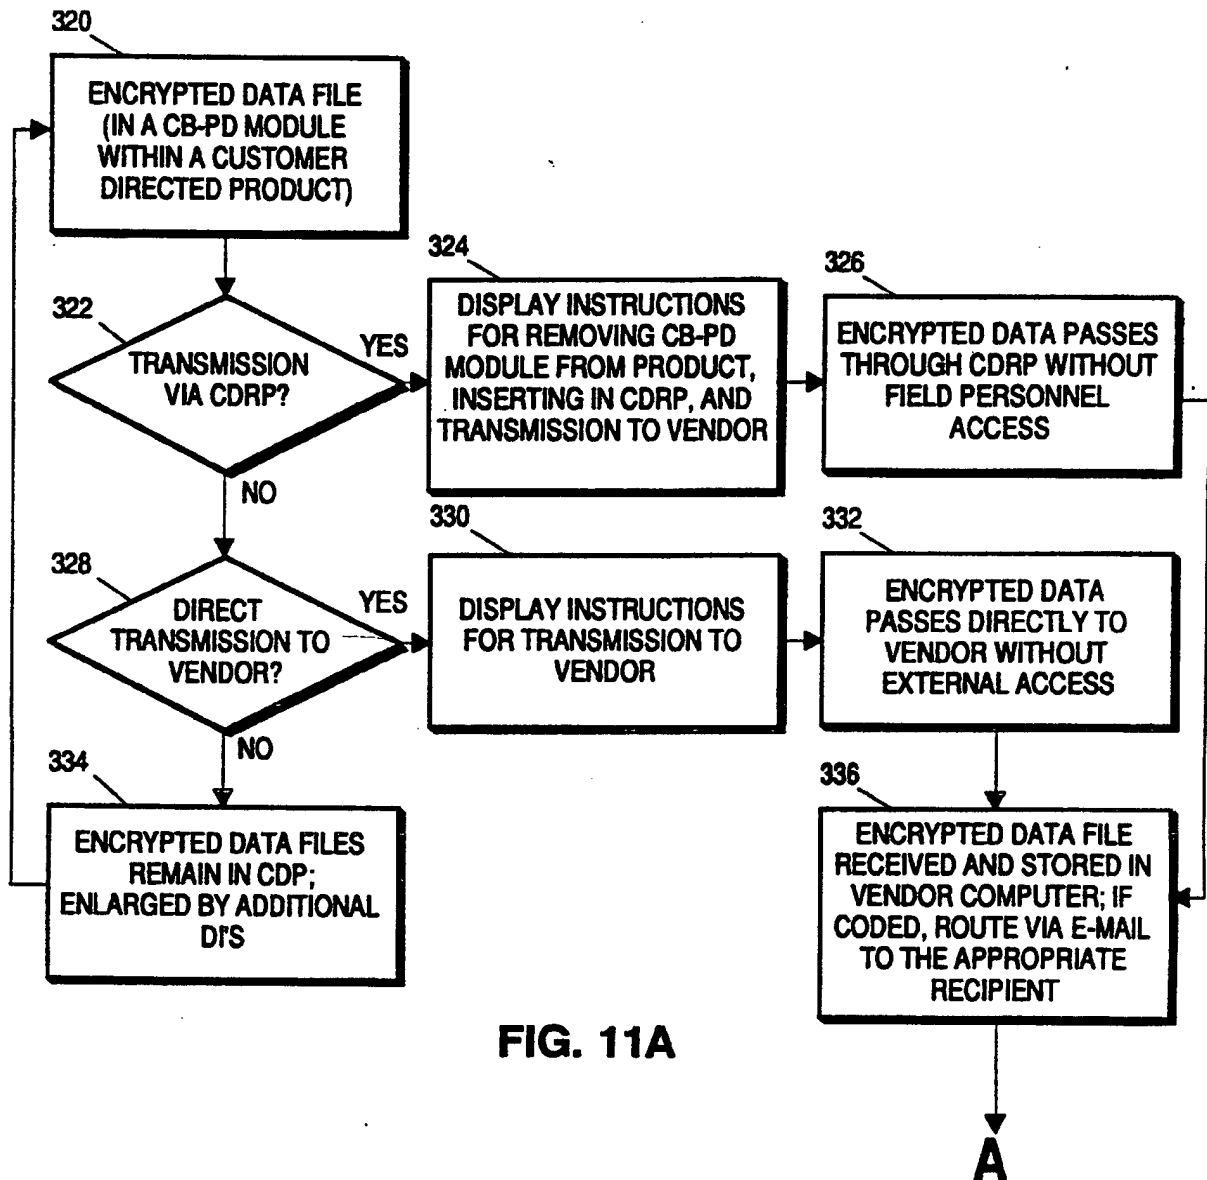 320
ENCRYPTED DATA FILE
(IN A CB-PD MODULE
WITHIN A CUSTOMER
DIRECTED PRODUCT)
322
TRANSMISSION
VIA CDRP?
YES
NO
324
DISPLAY INSTRUCTIONS
FOR REMOVING CB-PD
MODULE FROM PRODUCT,
INSERTING IN CDRP, AND
TRANSMISSION TO VENDOR
326
ENCRYPTED DATA PASSES
THROUGH CDRP WITHOUT
FIELD PERSONNEL
ACCESS
328
DIRECT
TRANSMISSION TO
VENDOR?
YES
NO
330
DISPLAY INSTRUCTIONS
FOR TRANSMISSION TO
VENDOR
332
ENCRYPTED DATA
PASSES DIRECTLY TO
VENDOR WITHOUT
EXTERNAL ACCESS
334
ENCRYPTED DATA FILES
REMAIN IN CDP;
ENLARGED BY ADDITIONAL
DI'S
336
ENCRYPTED DATA FILE
RECEIVED AND STORED IN
VENDOR COMPUTER; IF
CODED, ROUTE VIA E-MAIL
TO THE APPROPRIATE
RECIPIENT
FIG. 11A
A